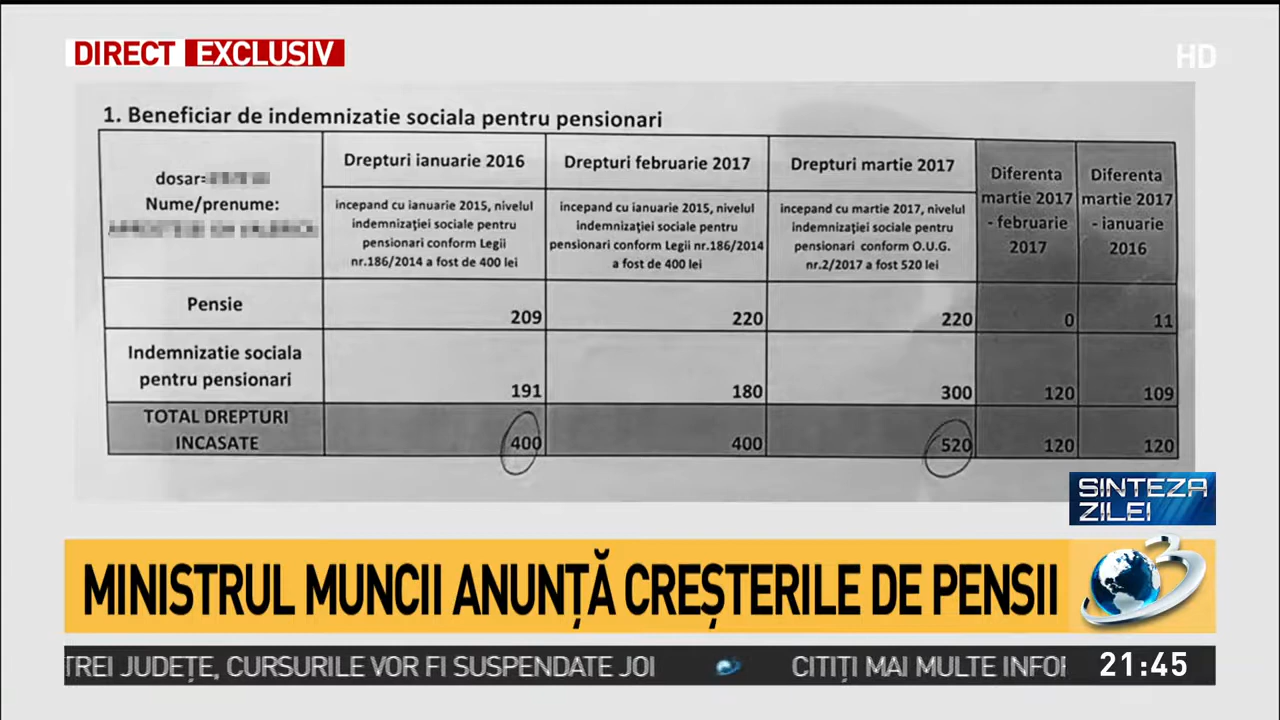 DIRECT EXCLUSIV
HD
1. Beneficiar de indemnizatie sociala pentru pensionari
dosar=
Nume/prenume:
Drepturi ianuarie 2016
Drepturi februarie 2017
Drepturi martie 2017
Diferenta
martie 2017
- februarie
2017
Diferenta
martie 2017
- ianuarie
2016
incepand cu ianuarie 2015, nivelul
indemnizației sociale pentru
pensionari conform Legii
nr.186/2014 a fost de 400 lei
incepand cu ianuarie 2015, nivelul
indemnizației sociale pentru
pensionari conform Legii nr.186/2014
a fost de 400 lei
incepand cu martie 2017, nivelul
indemnizației sociale pentru
pensionari conform O.U.G.
nr.2/2017 a fost 520 lei
Pensie 209 220 220 0 11
Indemnizatie sociala
pentru pensionari 191 180 300 120 109
TOTAL DREPTURI
INCASATE 400 400 520 120 120
SINTEZA
ZILEI
MINISTRUL MUNCII ANUNȚĂ CREȘTERILE DE PENSII
3
TREI JUDEȚE, CURSURILE VOR FI SUSPENDATE JOI CITIȚI MAI MULTE INFOR 21:45